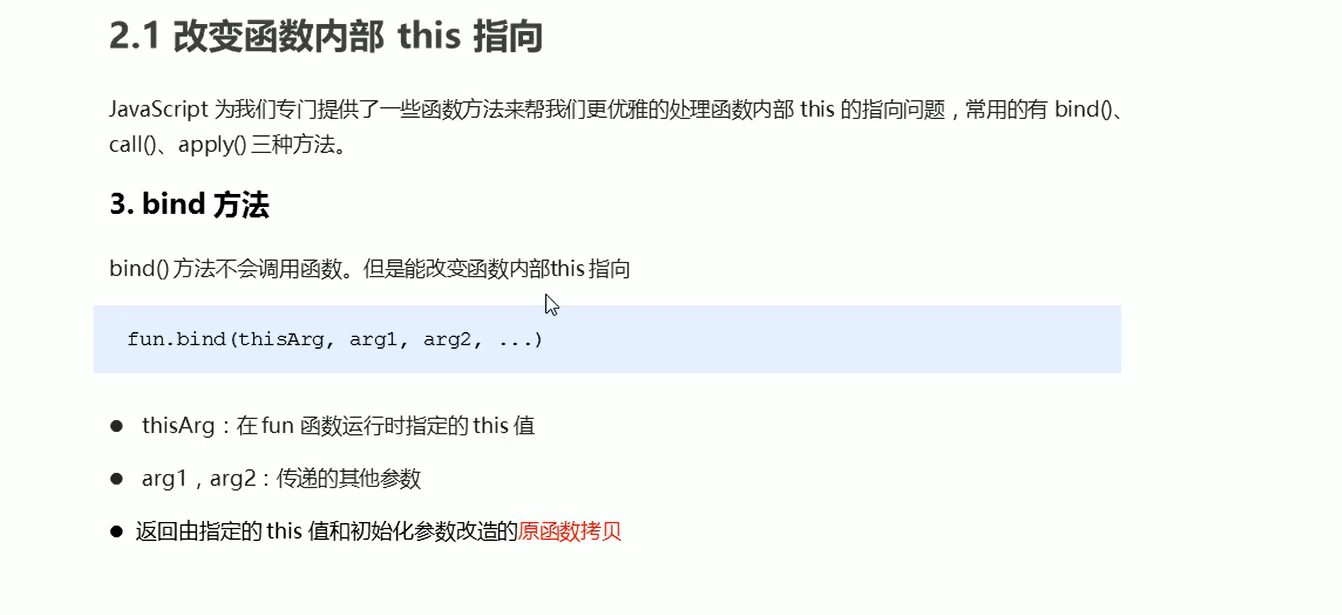 2.1 改变函数内部 this 指向
JavaScript 为我们专门提供了一些函数方法来帮我们更优雅的处理函数内部 this 的指向问题，常用的有 bind()、
call()、apply() 三种方法。
3. bind 方法
bind() 方法不会调用函数。但是能改变函数内部this 指向
fun.bind(thisArg, arg1, arg2, ...)
● thisArg：在 fun 函数运行时指定的 this 值
● arg1，arg2：传递的其他参数
● 返回由指定的 this 值和初始化参数改造的原函数拷贝